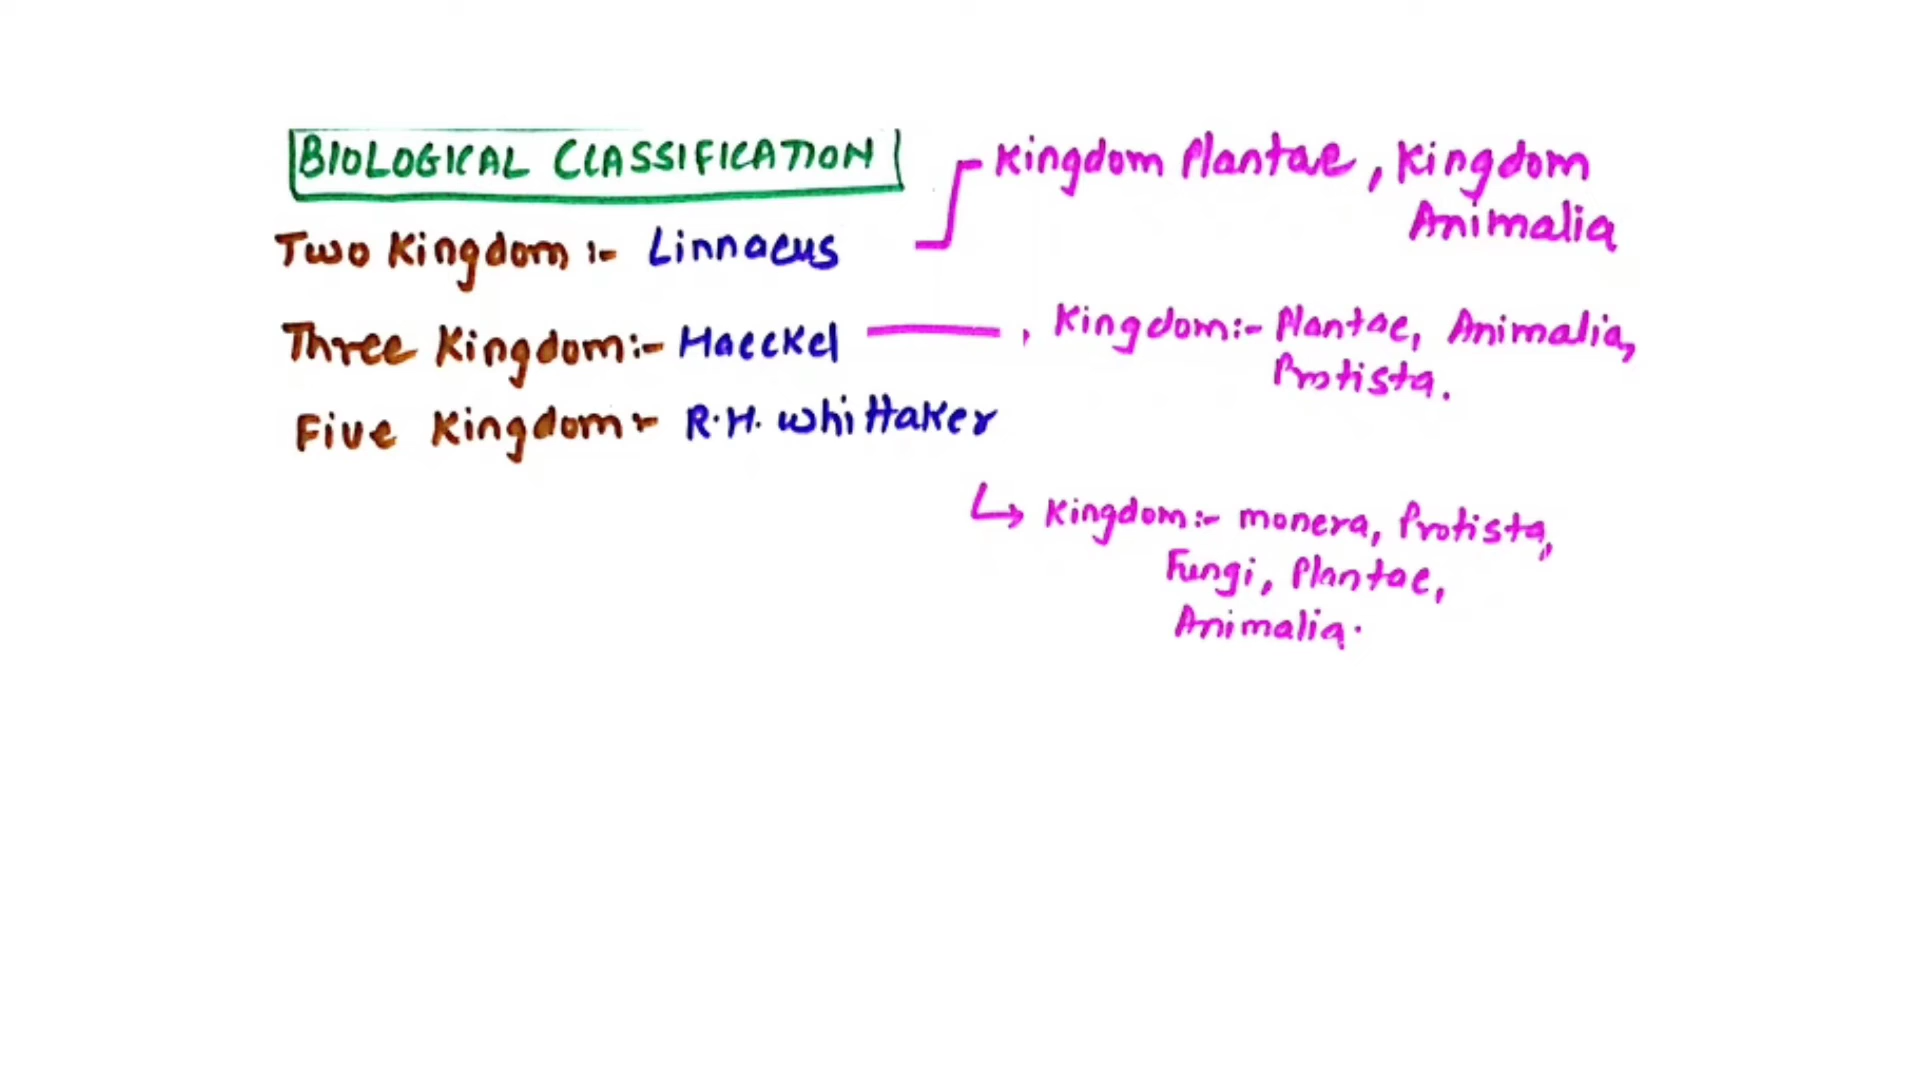 BIOLOGICAL CLASSIFICATION
Kingdom Plantae, Kingdom
Animalia
Two Kingdom :- Linnaeus
Three Kingdom:- Haeckel
Kingdom:- Plantae, Animalia,
Protista.
Five Kingdom:- R.H. Whittaker
Kingdom:- monera, Protista,
Fungi, Plantae,
Animalia.